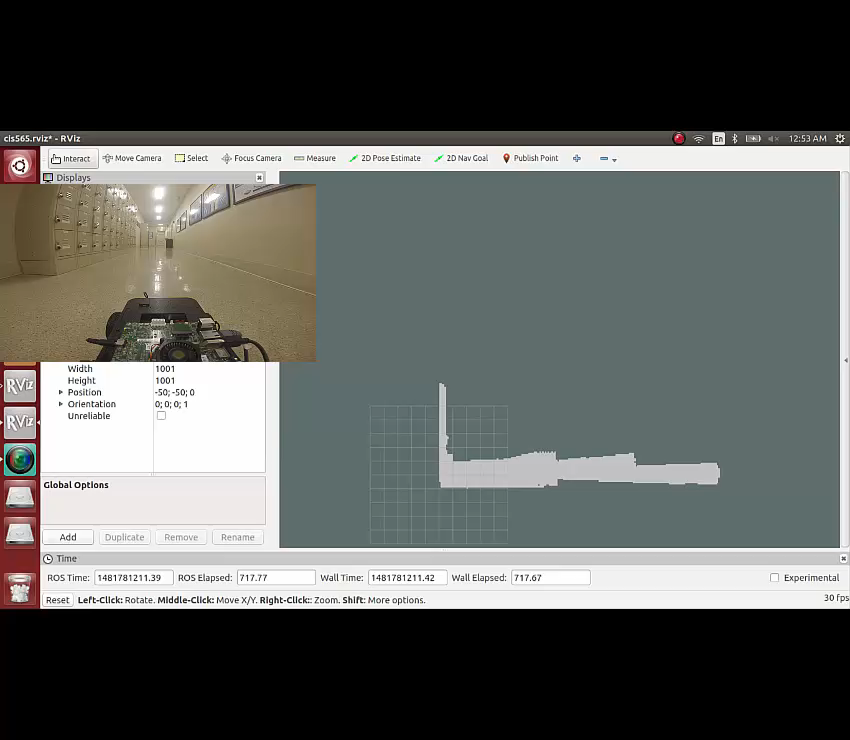 cis565.rviz* - RViz
En
12:53 AM
Interact Move Camera Select Focus Camera Measure 2D Pose Estimate 2D Nav Goal Publish Point
Displays
Width 1001
Height 1001
Position -50; -50; 0
Orientation 0; 0; 0; 1
Unreliable
RViz
RViz
Global Options
Add Duplicate Remove Rename
Time
ROS Time: 1481781211.39 ROS Elapsed: 717.77 Wall Time: 1481781211.42 Wall Elapsed: 717.67 Experimental
Reset Left-Click: Rotate. Middle-Click: Move X/Y. Right-Click:: Zoom. Shift: More options. 30 fps